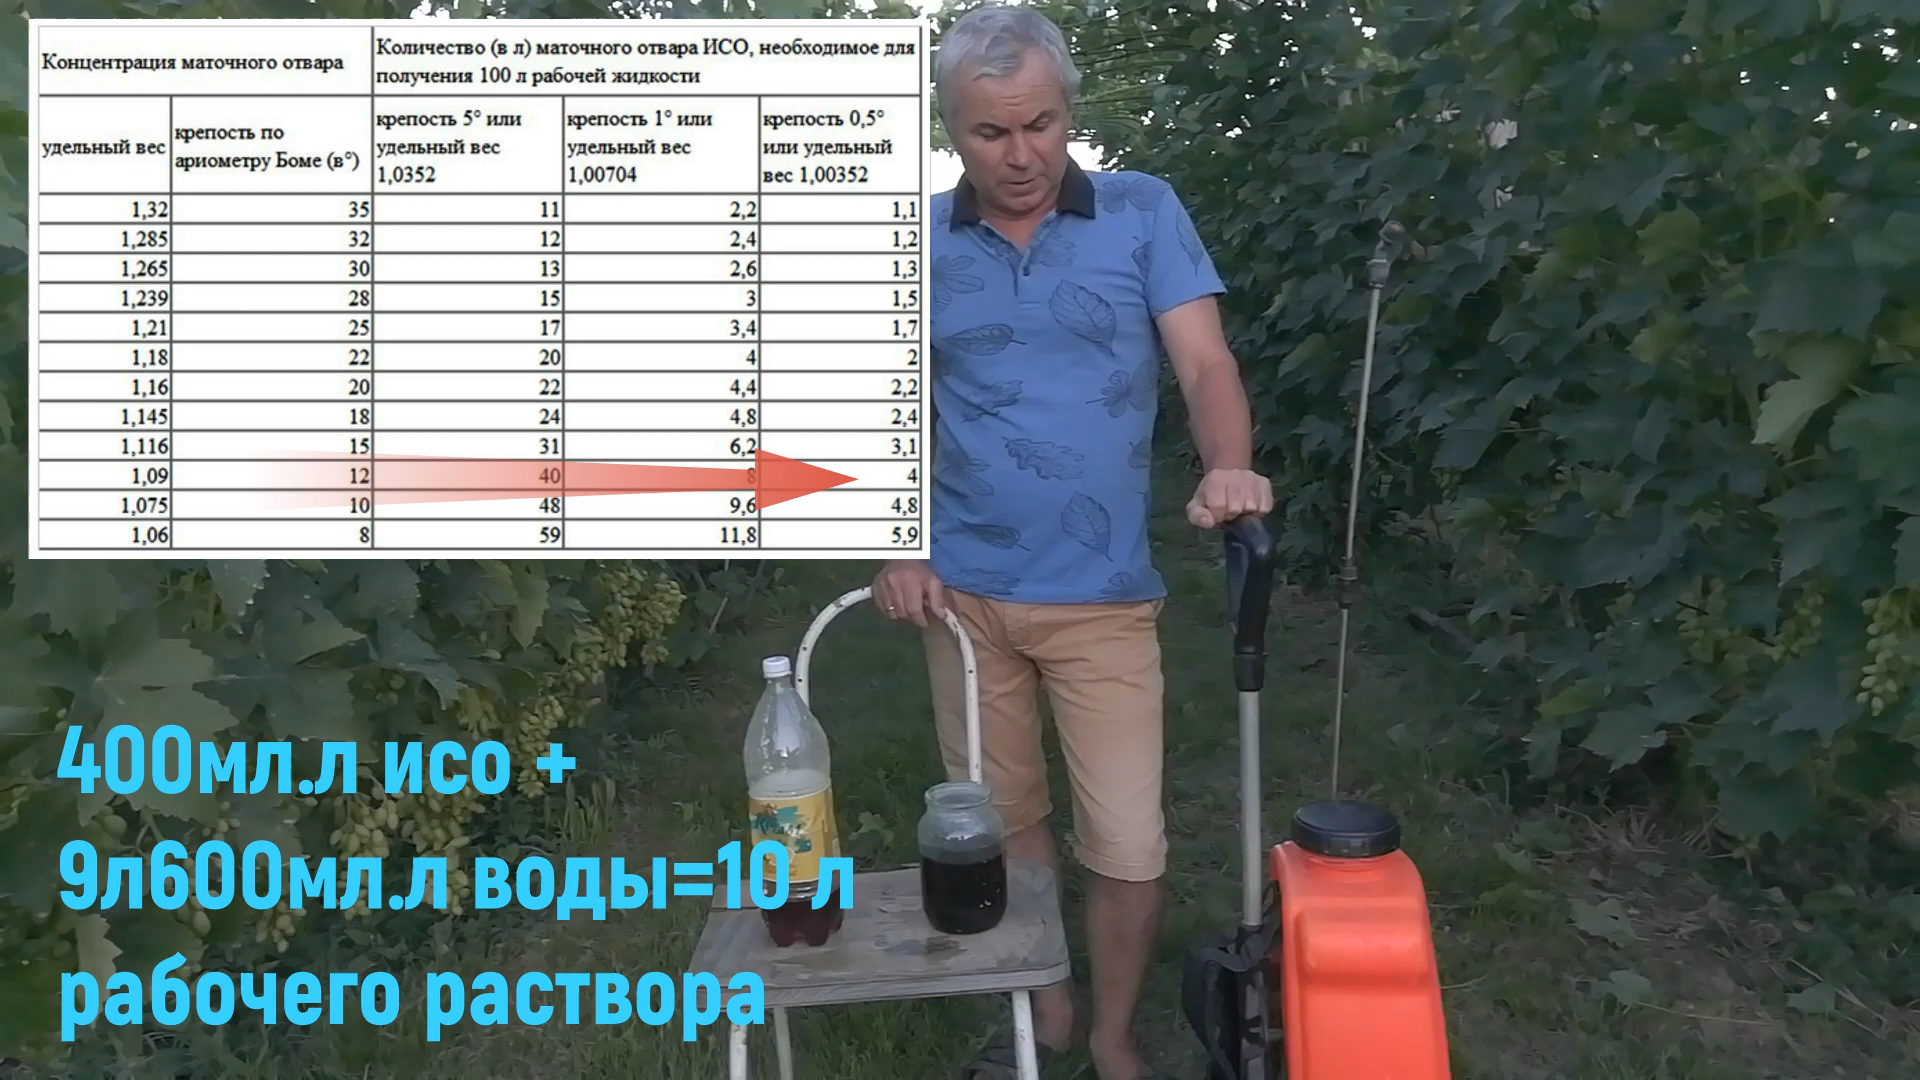 Концентрация маточного отвара
Количество (в л) маточного отвара ИСО, необходимое для
получения 100 л рабочей жидкости
удельный вес
крепость по
ариометру Боме (в°)
крепость 5° или
удельный вес
1,0352
крепость 1° или
удельный вес
1,00704
крепость 0,5°
или удельный
вес 1,00352
1,32 35 11 2,2 1,1
1,285 32 12 2,4 1,2
1,265 30 13 2,6 1,3
1,239 28 15 3 1,5
1,21 25 17 3,4 1,7
1,18 22 20 4 2
1,16 20 22 4,4 2,2
1,145 18 24 4,8 2,4
1,116 15 31 6,2 3,1
1,09 12 40 8 4
1,075 10 48 9,6 4,8
1,06 8 59 11,8 5,9
400мл.л исо +
9л600мл.л воды=10 л
рабочего раствора